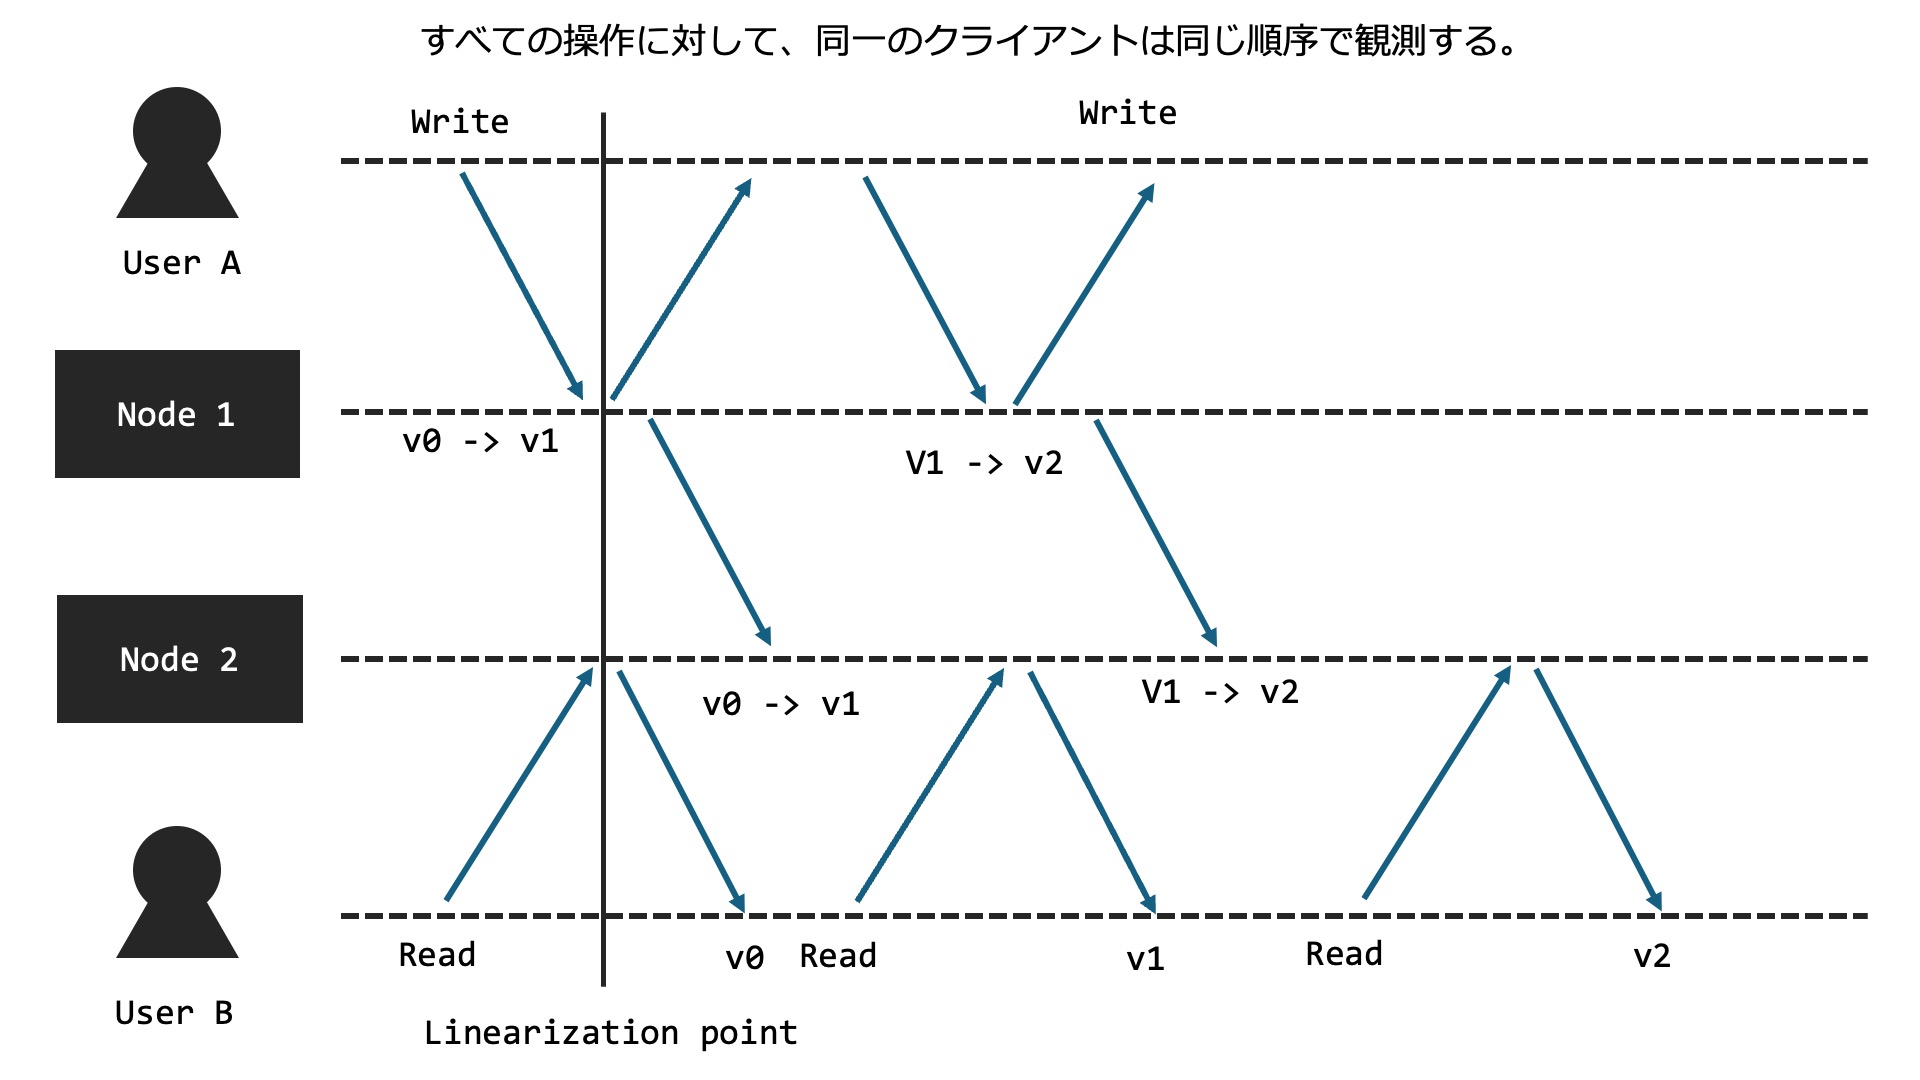 すべての操作に対して、同一のクライアントは同じ順序で観測する。
Write
Write
User A
Node 1
v0 -> v1
V1 -> v2
Node 2
v0 -> v1
V1 -> v2
Read
v0
Read
v1
Read
v2
User B
Linearization point